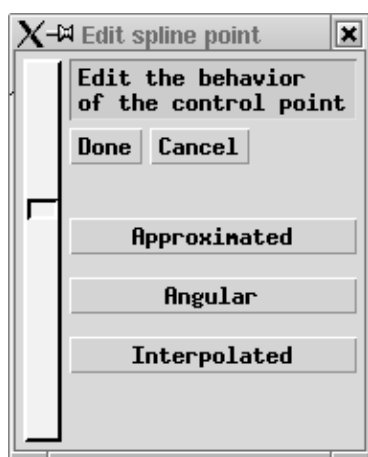 Edit spline point
Edit the behavior
of the control point
Done Cancel
Approximated
Angular
Interpolated